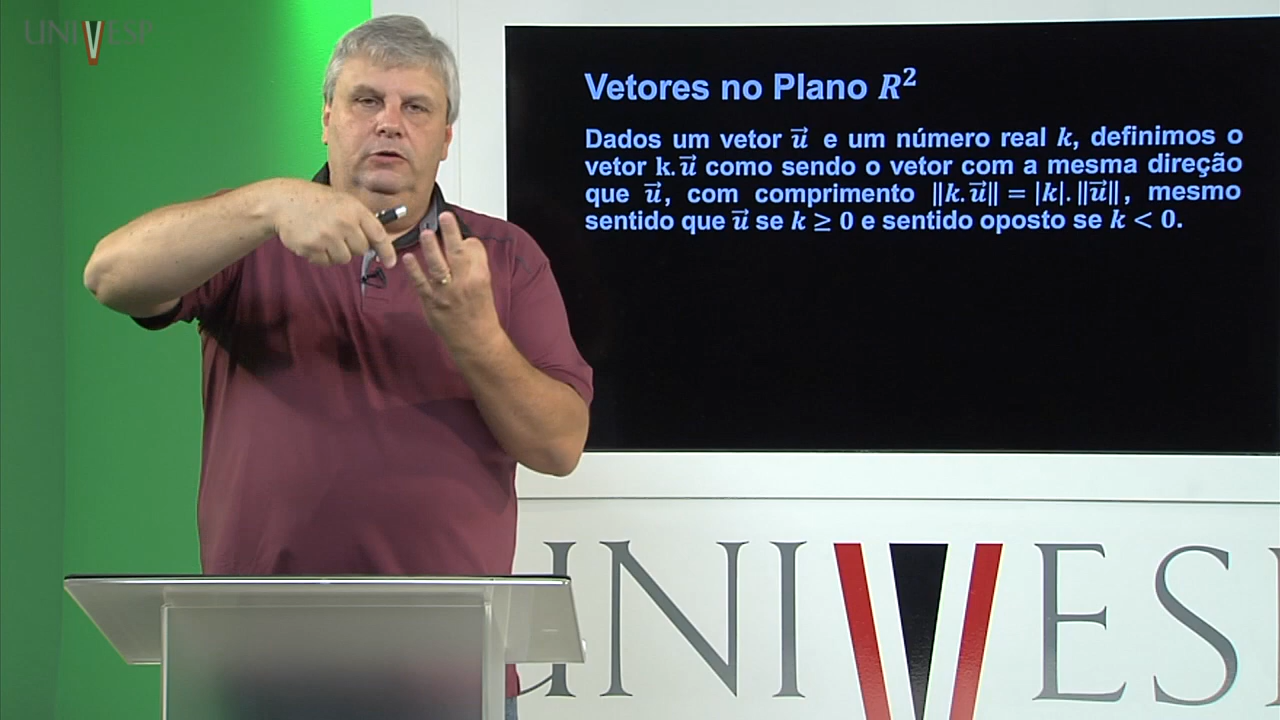 UNIVESP
Vetores no Plano R²
Dados um vetor u⃗ e um número real k, definimos o
vetor k.u⃗ como sendo o vetor com a mesma direção
que u⃗, com comprimento ‖k.u⃗‖ = |k|.‖u⃗‖, mesmo
sentido que u⃗ se k ≥ 0 e sentido oposto se k < 0.
UNIVESP